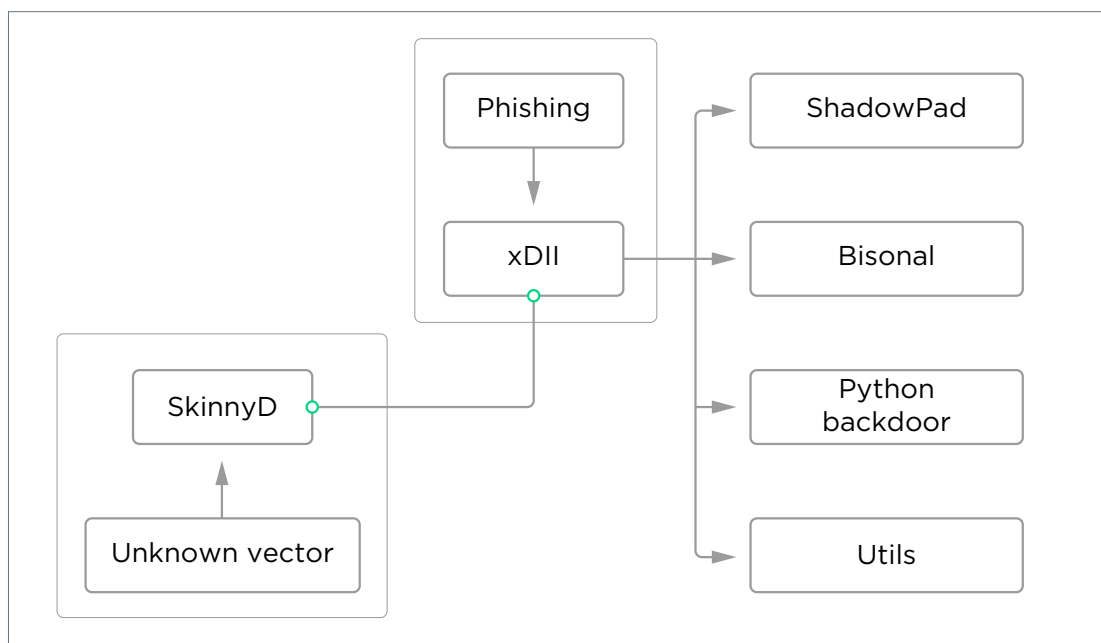 Phishing
ShadowPad
xDll
Bisonal
SkinnyD
Python
backdoor
Unknown vector
Utils